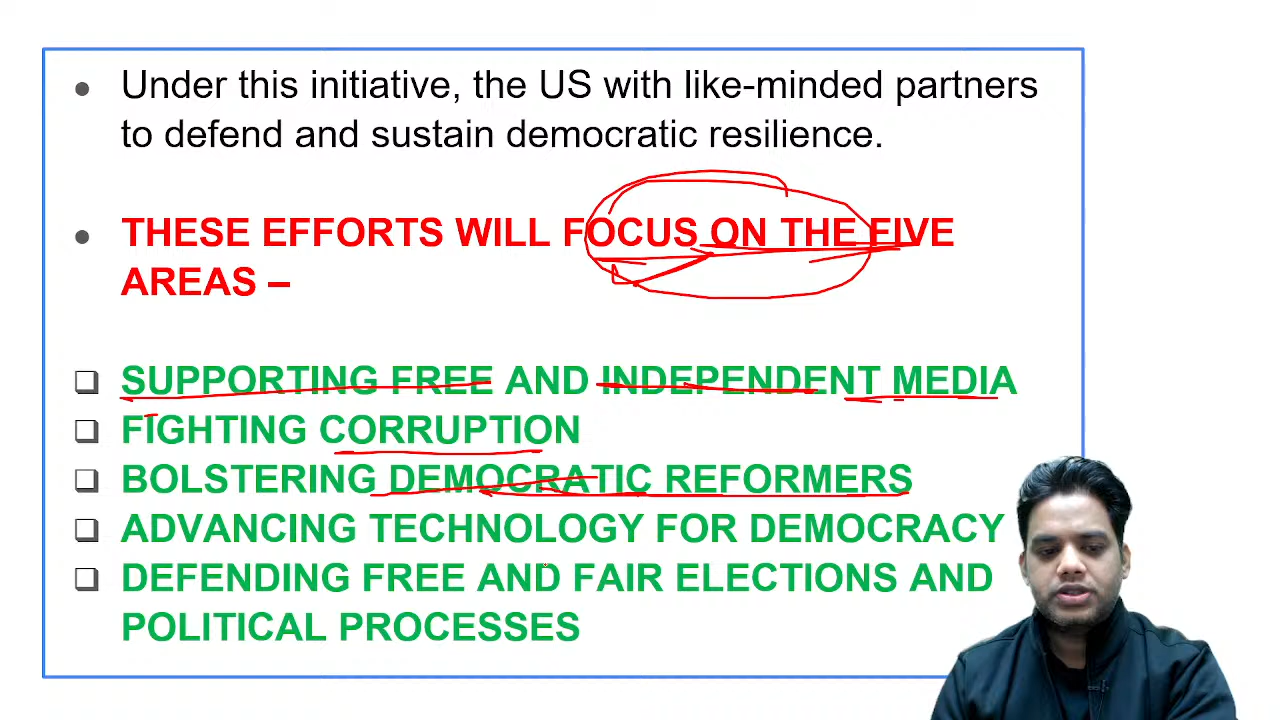 Under this initiative, the US with like-minded partners
to defend and sustain democratic resilience.
THESE EFFORTS WILL FOCUS ON THE FIVE
AREAS –
SUPPORTING FREE AND INDEPENDENT MEDIA
FIGHTING CORRUPTION
BOLSTERING DEMOCRATIC REFORMERS
ADVANCING TECHNOLOGY FOR DEMOCRACY
DEFENDING FREE AND FAIR ELECTIONS AND
POLITICAL PROCESSES